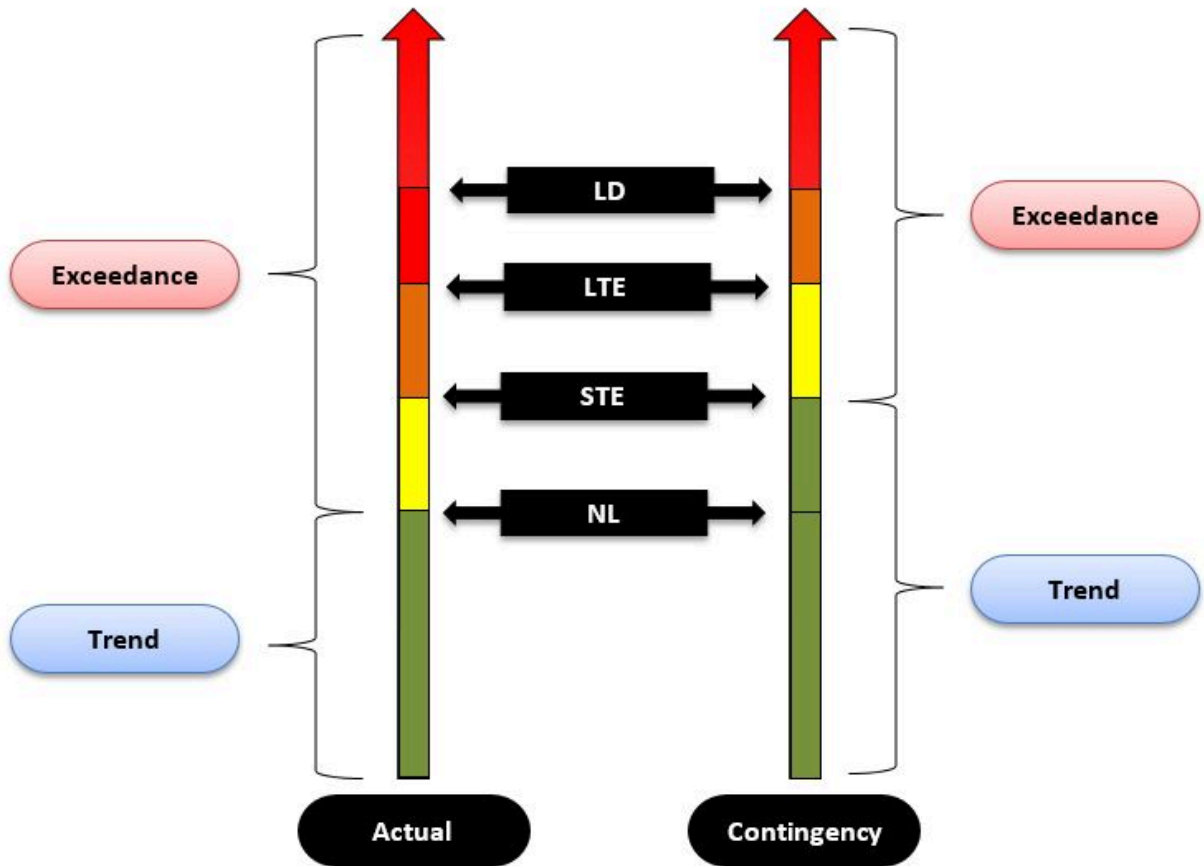 LD
Exceedance
Exceedance
LTE
STE
NL
Trend
Trend
Actual
Contingency